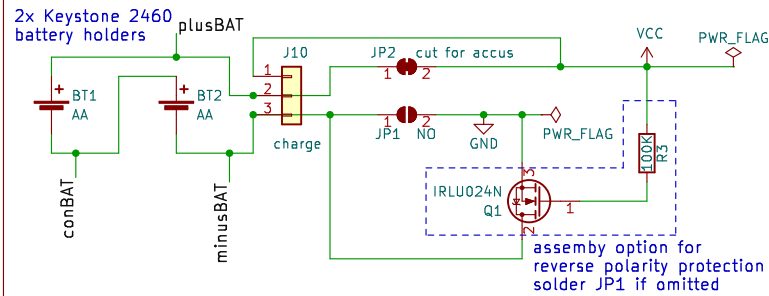 2x Keystone 2460
battery holders
plusBAT
J10
JP2
cut for accus
VCC
PWR_FLAG
1
2
3
1
2
+
BT1
AA
+
BT2
AA
charge
1
2
JP1
NO
GND
PWR_FLAG
100K
R3
conBAT
minusBAT
IRLU024N
Q1
3
1
2
assemby option for
reverse polarity protection
solder JP1 if omitted